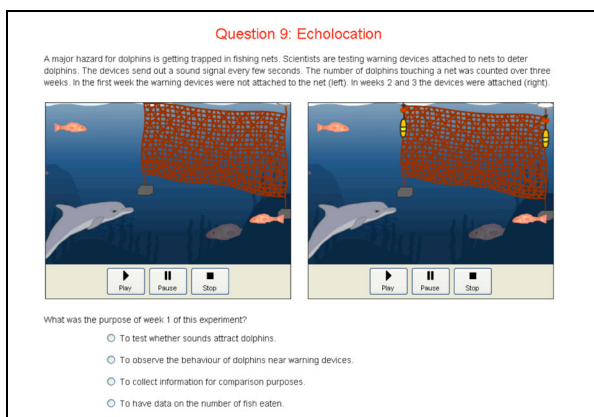 Question 9: Echolocation
A major hazard for dolphins is getting trapped in fishing nets. Scientists are testing warning devices attached to nets to deter
dolphins. The devices send out a sound signal every few seconds. The number of dolphins touching a net was counted over three
weeks. In the first week the warning devices were not attached to the net (left). In weeks 2 and 3 the devices were attached (right).
Play Pause Stop
Play Pause Stop
What was the purpose of week 1 of this experiment?
To test whether sounds attract dolphins.
To observe the behaviour of dolphins near warning devices.
To collect information for comparison purposes.
To have data on the number of fish eaten.